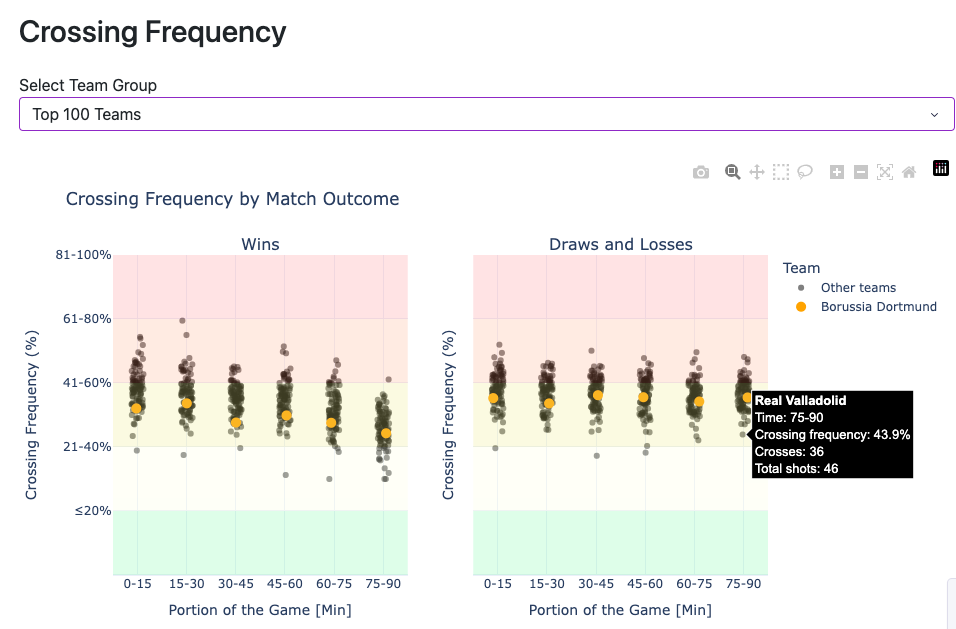 Crossing Frequency
Select Team Group
Top 100 Teams
Crossing Frequency by Match Outcome
Wins
Draws and Losses
81-100%
61-80%
41-60%
21-40%
≤20%
Crossing Frequency (%)
Crossing Frequency (%)
Team
Other teams
Borussia Dortmund
Real Valladolid
Time: 75-90
Crossing frequency: 43.9%
Crosses: 36
Total shots: 46
0-15 15-30 30-45 45-60 60-75 75-90
0-15 15-30 30-45 45-60 60-75 75-90
Portion of the Game [Min]
Portion of the Game [Min]